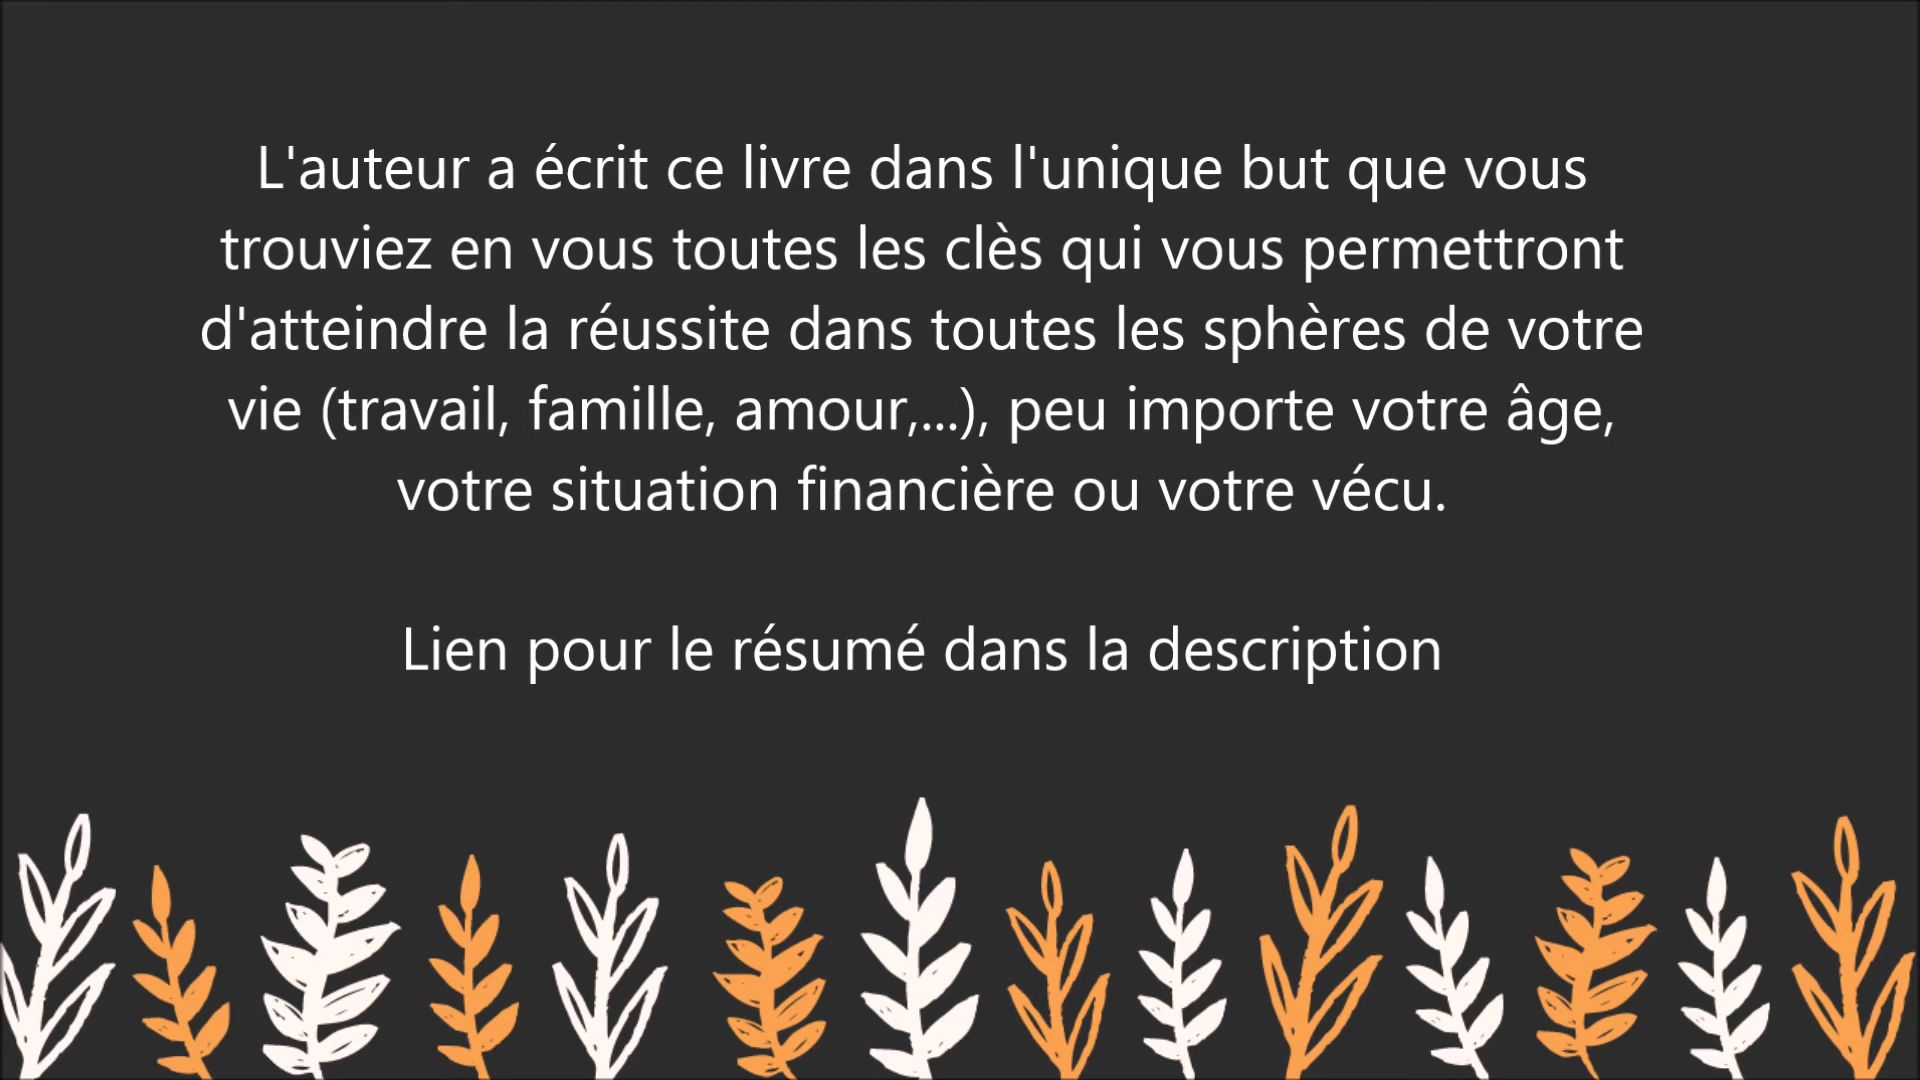 L'auteur a écrit ce livre dans l'unique but que vous
trouviez en vous toutes les clès qui vous permettront
d'atteindre la réussite dans toutes les sphères de votre
vie (travail, famille, amour,...), peu importe votre âge,
votre situation financière ou votre vécu.
Lien pour le résumé dans la description